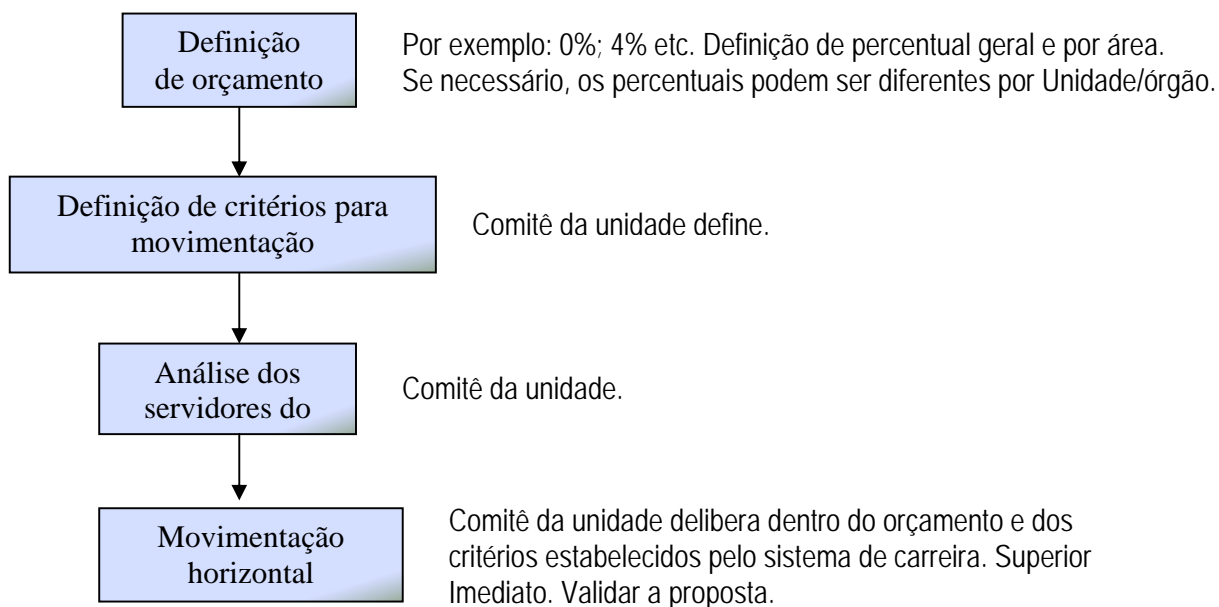 Definição
de orçamento
Por exemplo: 0%; 4% etc. Definição de percentual geral e por área.
Se necessário, os percentuais podem ser diferentes por Unidade/órgão.
Definição de critérios para
movimentação
Comitê da unidade define.
Análise dos
servidores do
Comitê da unidade.
Movimentação
horizontal
Comitê da unidade delibera dentro do orçamento e dos
critérios estabelecidos pelo sistema de carreira. Superior
Imediato. Validar a proposta.